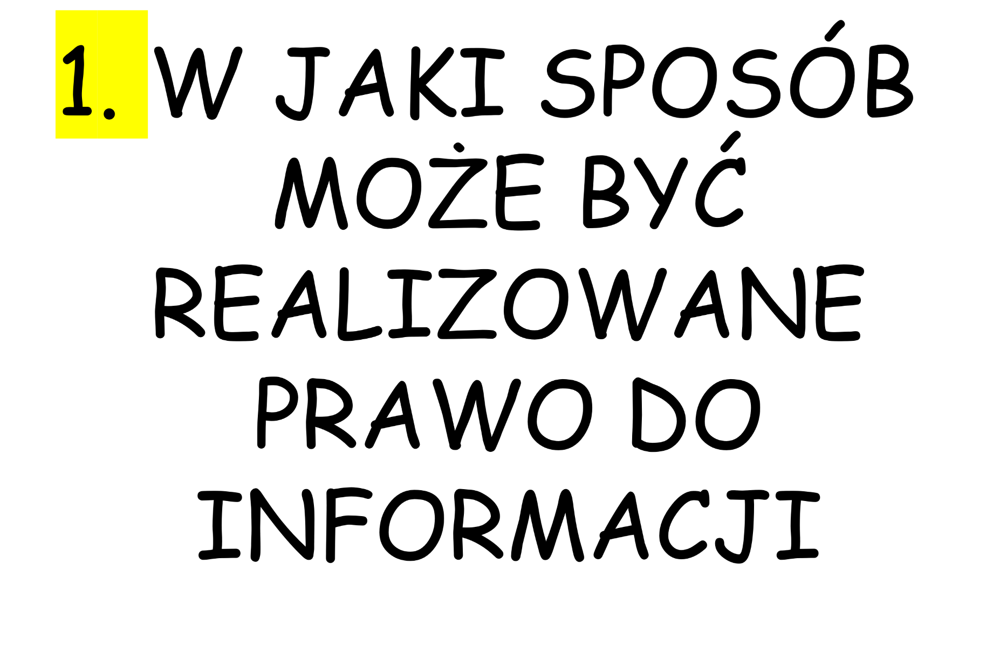 1. W JAKI SPOSÓB
MOŻE BYĆ
REALIZOWANE
PRAWO DO
INFORMACJI